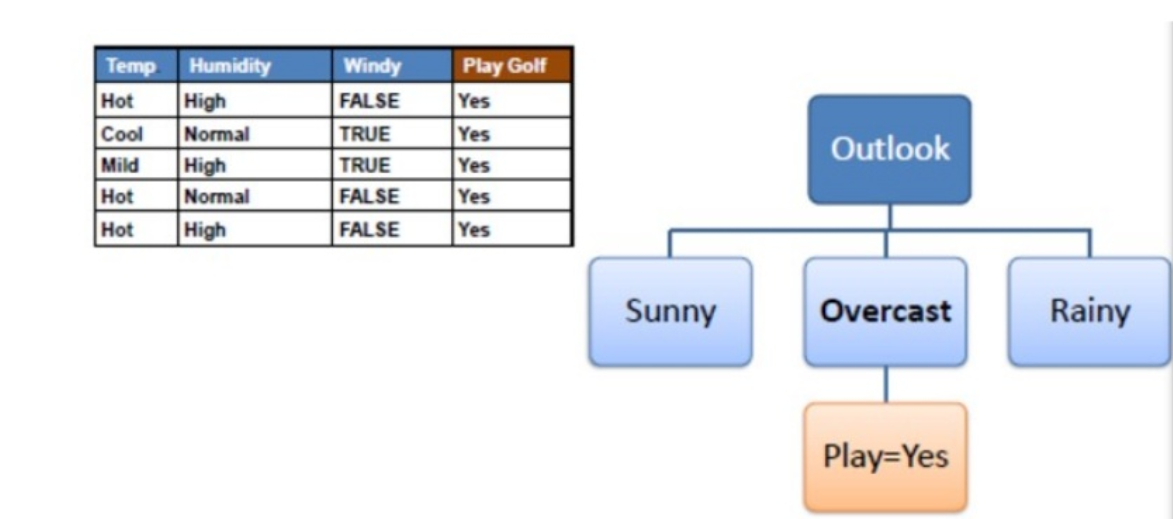 Temp. Humidity Windy Play Golf
Hot High FALSE Yes
Cool Normal TRUE Yes
Mild High TRUE Yes
Hot Normal FALSE Yes
Hot High FALSE Yes
Outlook
Sunny Overcast Rainy
Play=Yes